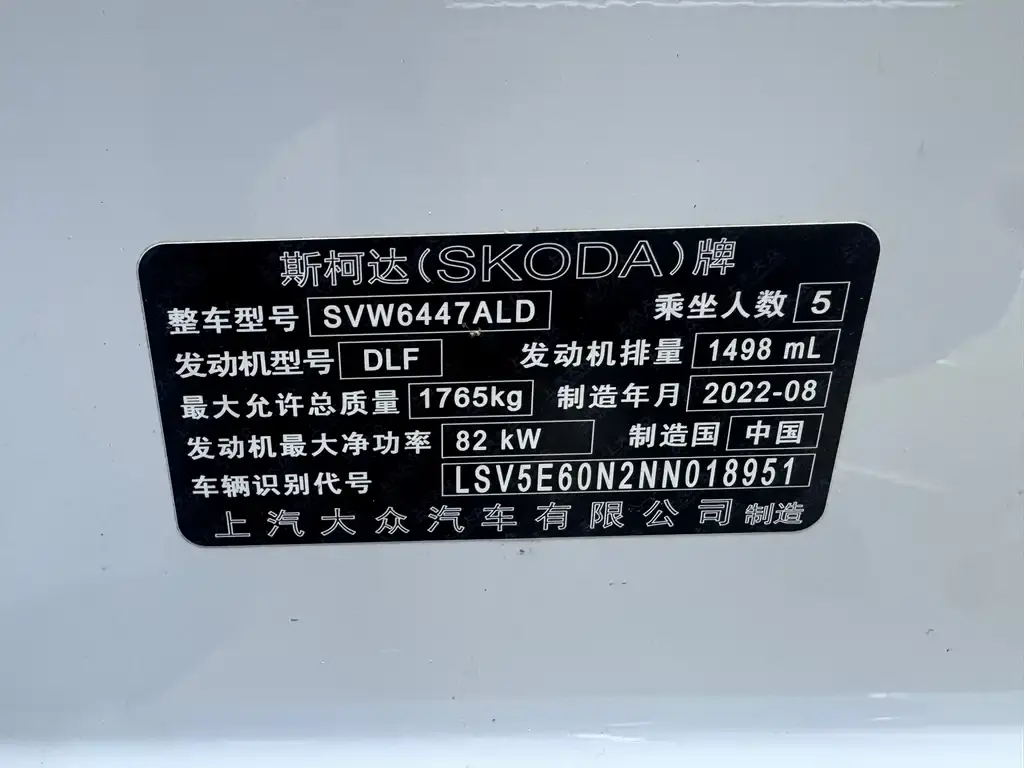 斯柯达(SKODA)牌
整车型号 SVW6447ALD 乘坐人数 5
发动机型号 DLF 发动机排量 1498 mL
最大允许总质量 1765kg 制造年月 2022-08
发动机最大净功率 82 kW 制造国 中国
车辆识别代号 LSV5E60N2NN018951
上汽大众汽车有限公司 制造